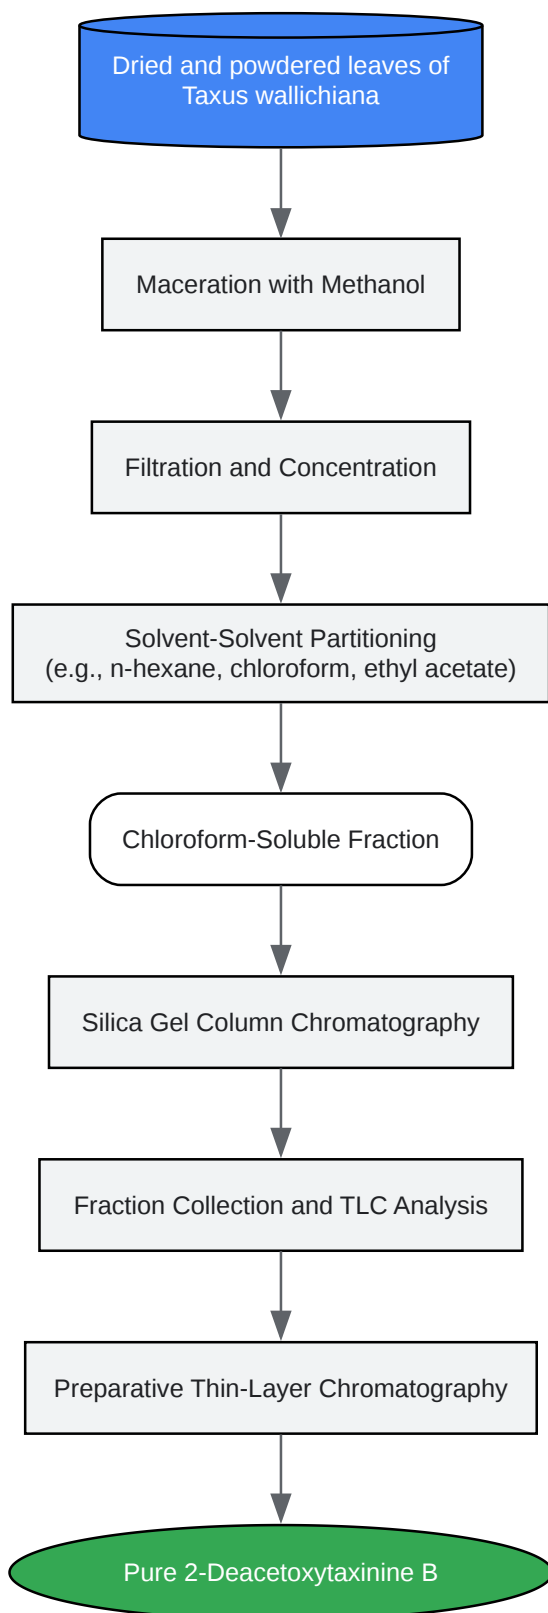 Dried and powdered leaves of
Taxus wallichiana
Maceration with Methanol
Filtration and Concentration
Solvent-Solvent Partitioning
(e.g., n-hexane, chloroform, ethyl acetate)
Chloroform-Soluble Fraction
Silica Gel Column Chromatography
Fraction Collection and TLC Analysis
Preparative Thin-Layer Chromatography
Pure 2-Deacetoxytaxinine B